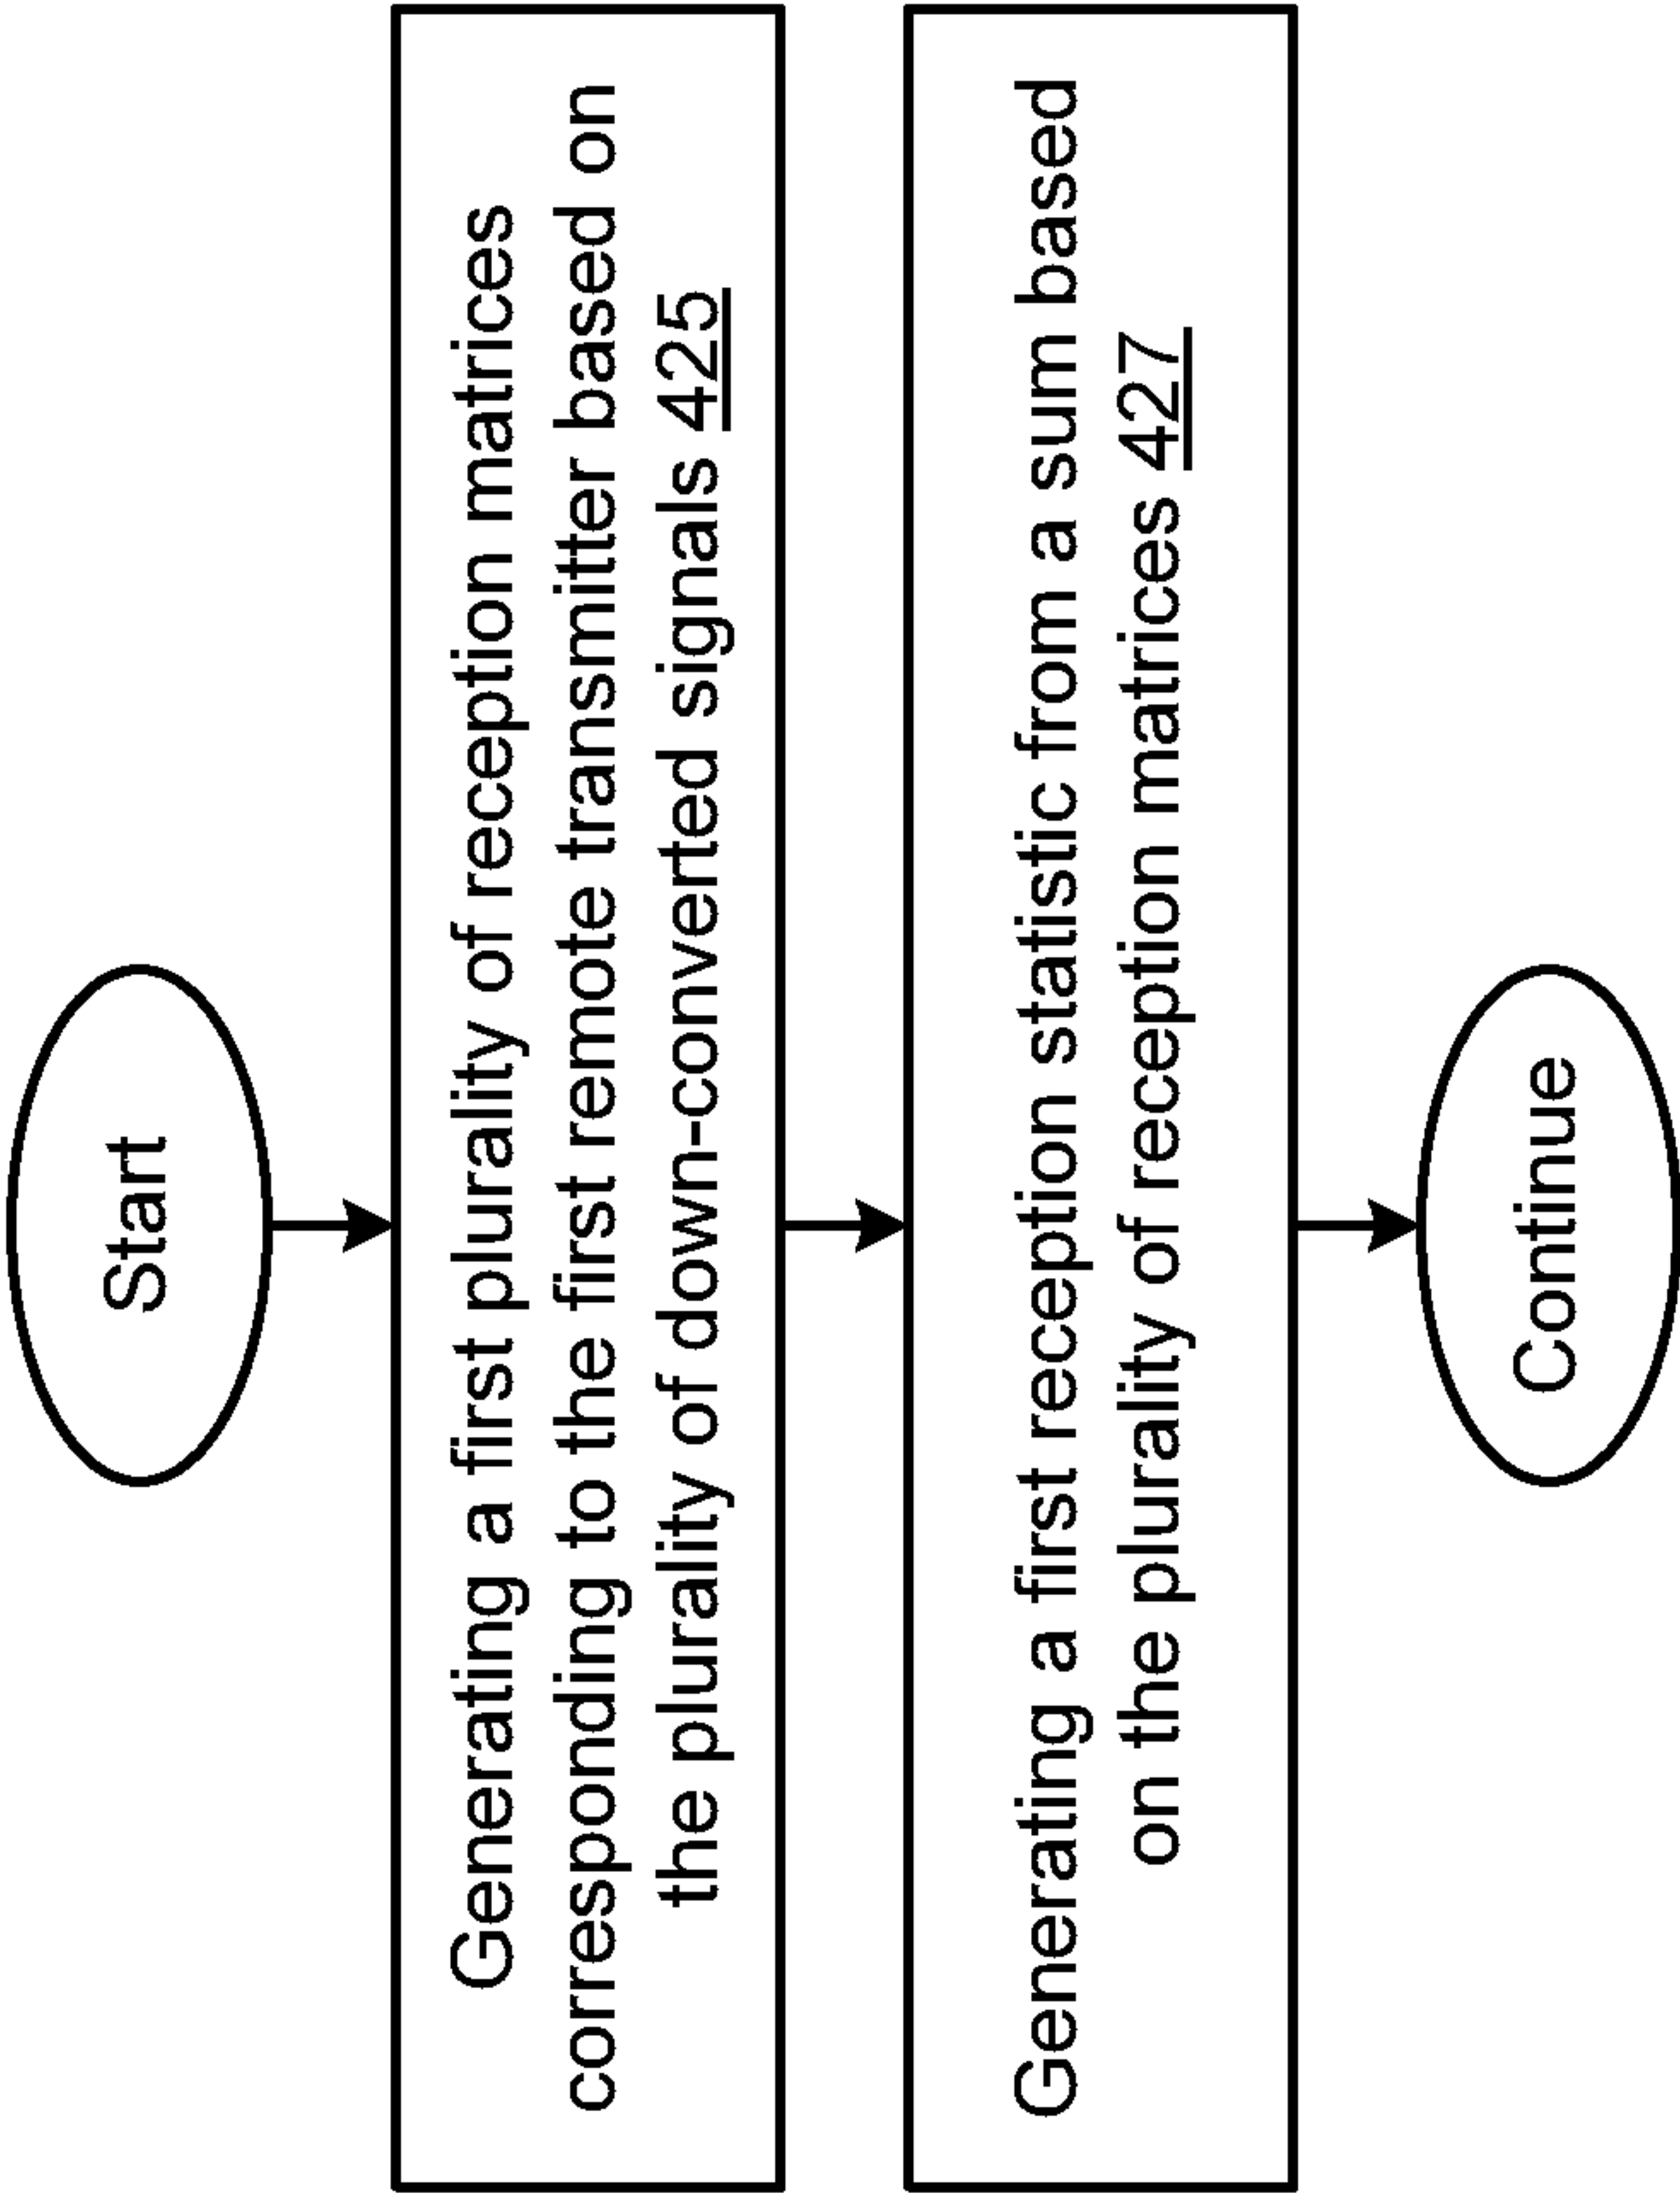 Start
Generating a first plurality of reception matrices
corresponding to the first remote transmitter based on
the plurality of down-converted signals 425
Generating a first reception statistic from a sum based
on the plurality of reception matrices 427
Continue